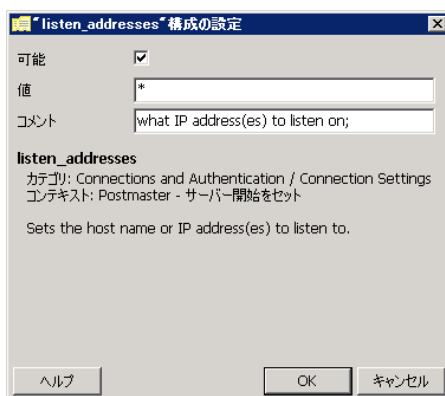 "listen_addresses"構成の設定
可能
値 *
コメント what IP address(es) to listen on;
listen_addresses
カテゴリ: Connections and Authentication / Connection Settings
コンテキスト: Postmaster - サーバー開始をセット
Sets the host name or IP address(es) to listen to.
ヘルプ OK キャンセル